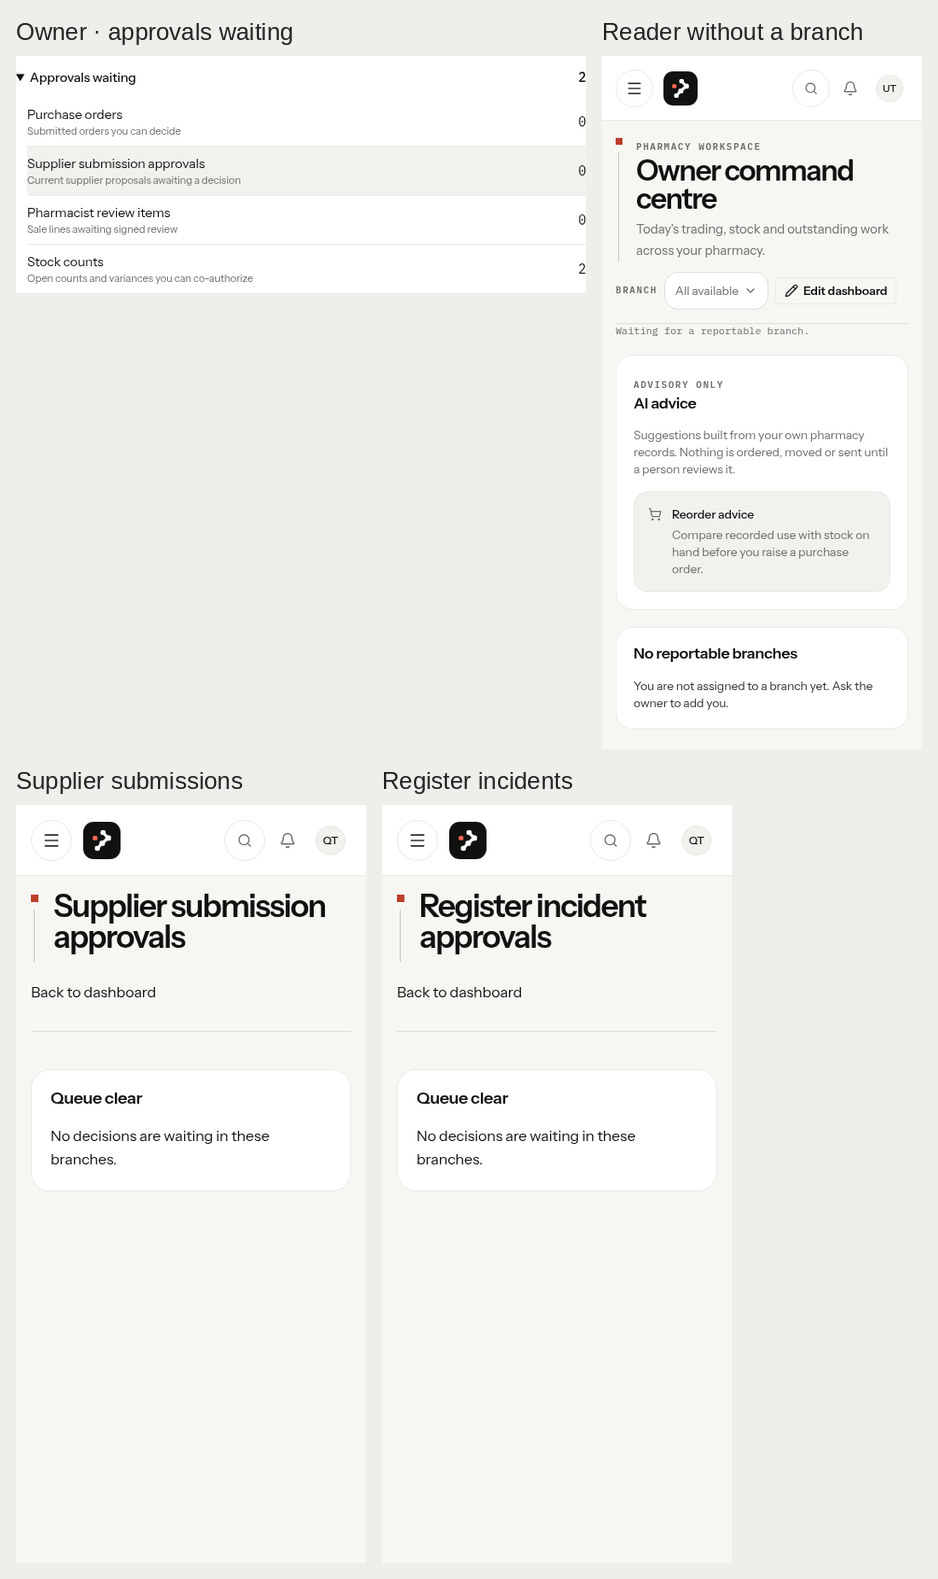 Owner · approvals waiting
▼ Approvals waiting 2
Purchase orders 0
Submitted orders you can decide
Supplier submission approvals 0
Current supplier proposals awaiting a decision
Pharmacist review items 0
Sale lines awaiting signed review
Stock counts 2
Open counts and variances you can co-authorize
Reader without a branch
UT
PHARMACY WORKSPACE
Owner command
centre
Today's trading, stock and outstanding work
across your pharmacy.
BRANCH All available Edit dashboard
Waiting for a reportable branch.
ADVISORY ONLY
AI advice
Suggestions built from your own pharmacy
records. Nothing is ordered, moved or sent until
a person reviews it.
Reorder advice
Compare recorded use with stock on
hand before you raise a purchase
order.
No reportable branches
You are not assigned to a branch yet. Ask the
owner to add you.
Supplier submissions
QT
Supplier submission
approvals
Back to dashboard
Queue clear
No decisions are waiting in these
branches.
Register incidents
QT
Register incident
approvals
Back to dashboard
Queue clear
No decisions are waiting in these
branches.